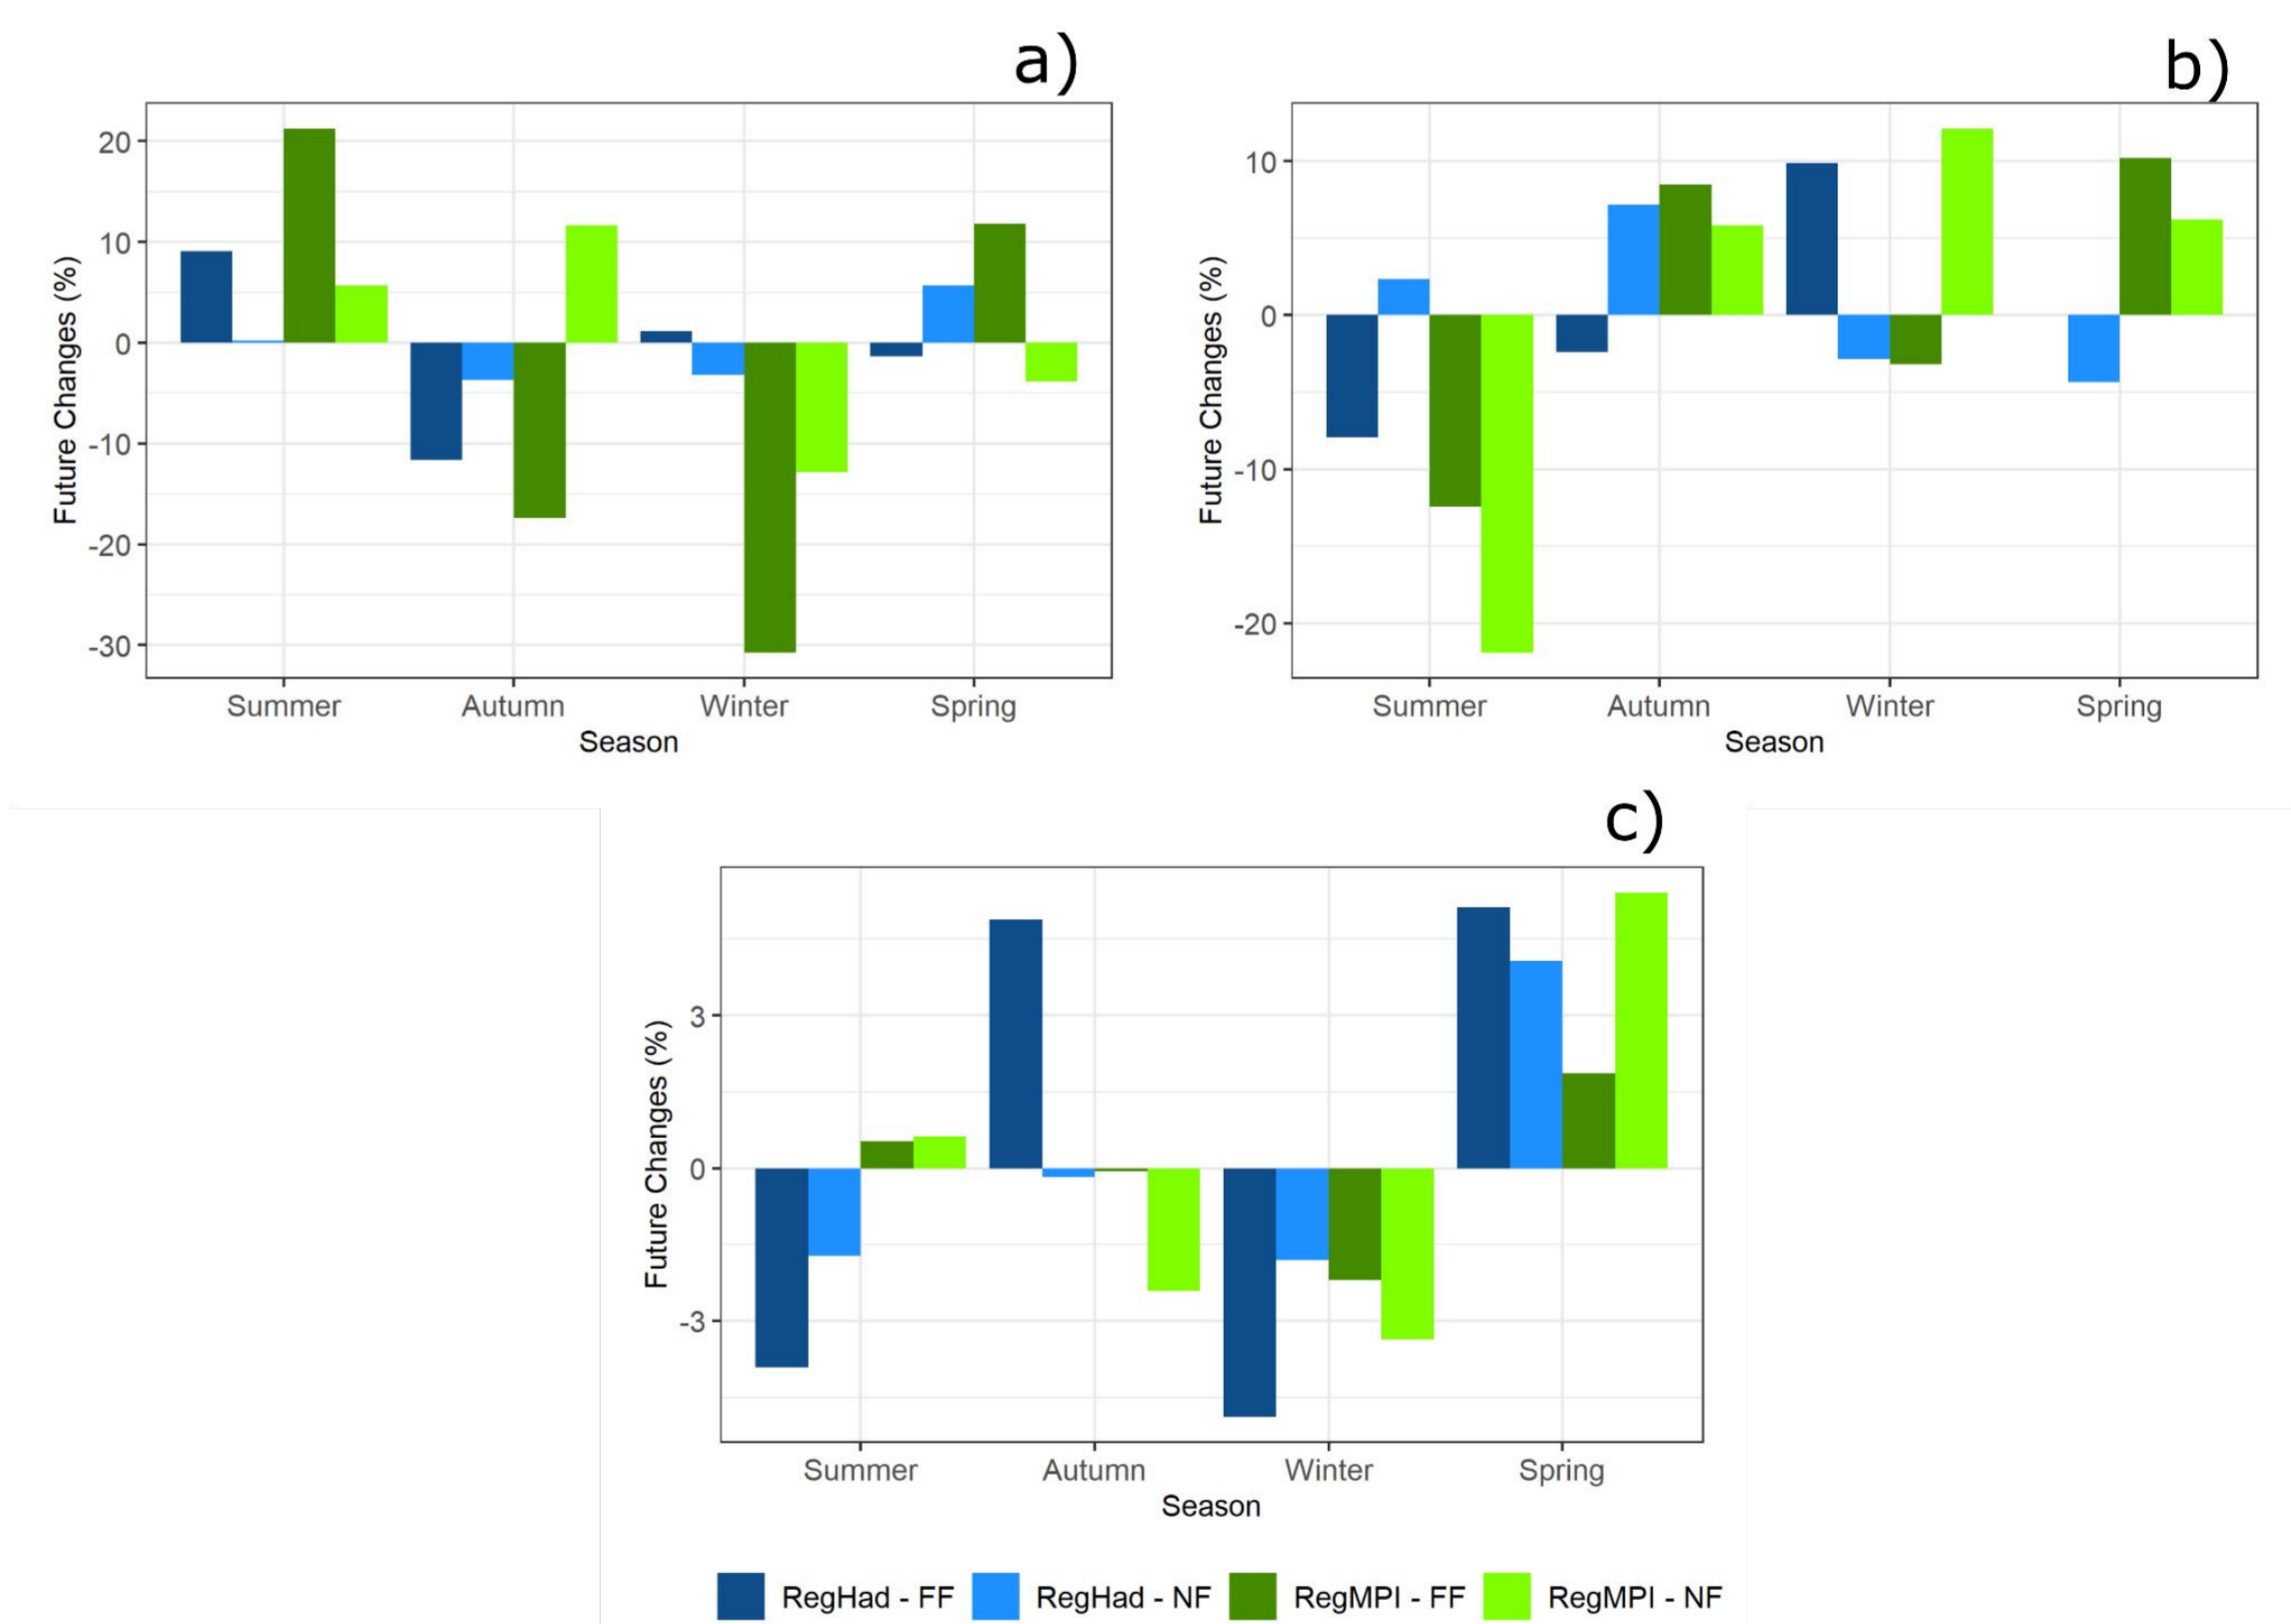 a)
20
10
0
-10
-20
-30
Future Changes (%)
Summer Autumn Winter Spring
Season
b)
10
0
-10
-20
Future Changes (%)
Summer Autumn Winter Spring
Season
c)
3
0
-3
Future Changes (%)
Summer Autumn Winter Spring
Season
RegHad - FF RegHad - NF RegMPI - FF RegMPI - NF